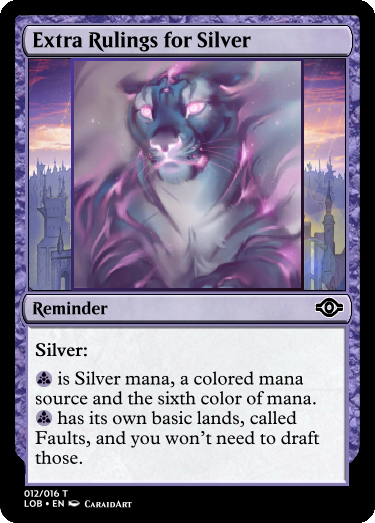 Extra Rulings for Silver
Reminder
Silver:
is Silver mana, a colored mana
source and the sixth color of mana.
has its own basic lands, called
Faults, and you won't need to draft
those.
012/016 T
LOB • EN CaraidArt